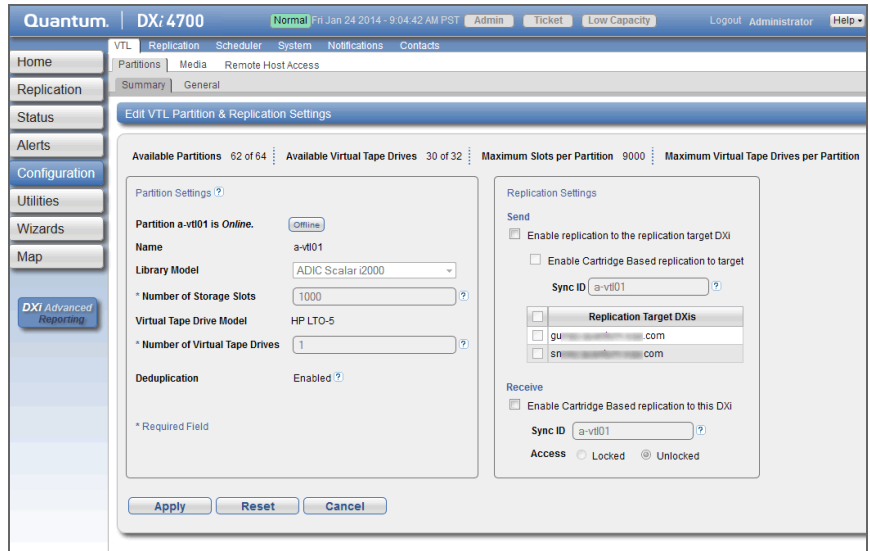 Quantum. DXi 4700 Normal Fri Jan 24 2014 - 9:04:42 AM PST Admin Ticket Low Capacity Logout Administrator Help
VTL Replication Scheduler System Notifications Contacts
Partitions Media Remote Host Access
Summary General
Home
Replication
Status
Alerts
Configuration
Utilities
Wizards
Map
DXi Advanced
Reporting
Edit VTL Partition & Replication Settings
Available Partitions 62 of 64 Available Virtual Tape Drives 30 of 32 Maximum Slots per Partition 9000 Maximum Virtual Tape Drives per Partition
Partition Settings ?
Partition a-vtl01 is Online. Offline
Name a-vtl01
Library Model ADIC Scalar i2000
* Number of Storage Slots 1000 ?
Virtual Tape Drive Model HP LTO-5
* Number of Virtual Tape Drives 1 ?
Deduplication Enabled ?
* Required Field
Replication Settings
Send
Enable replication to the replication target DXi
Enable Cartridge Based replication to target
Sync ID a-vtl01 ?
Replication Target DXis
gu .com
sn com
Receive
Enable Cartridge Based replication to this DXi
Sync ID a-vtl01 ?
Access Locked Unlocked
Apply Reset Cancel